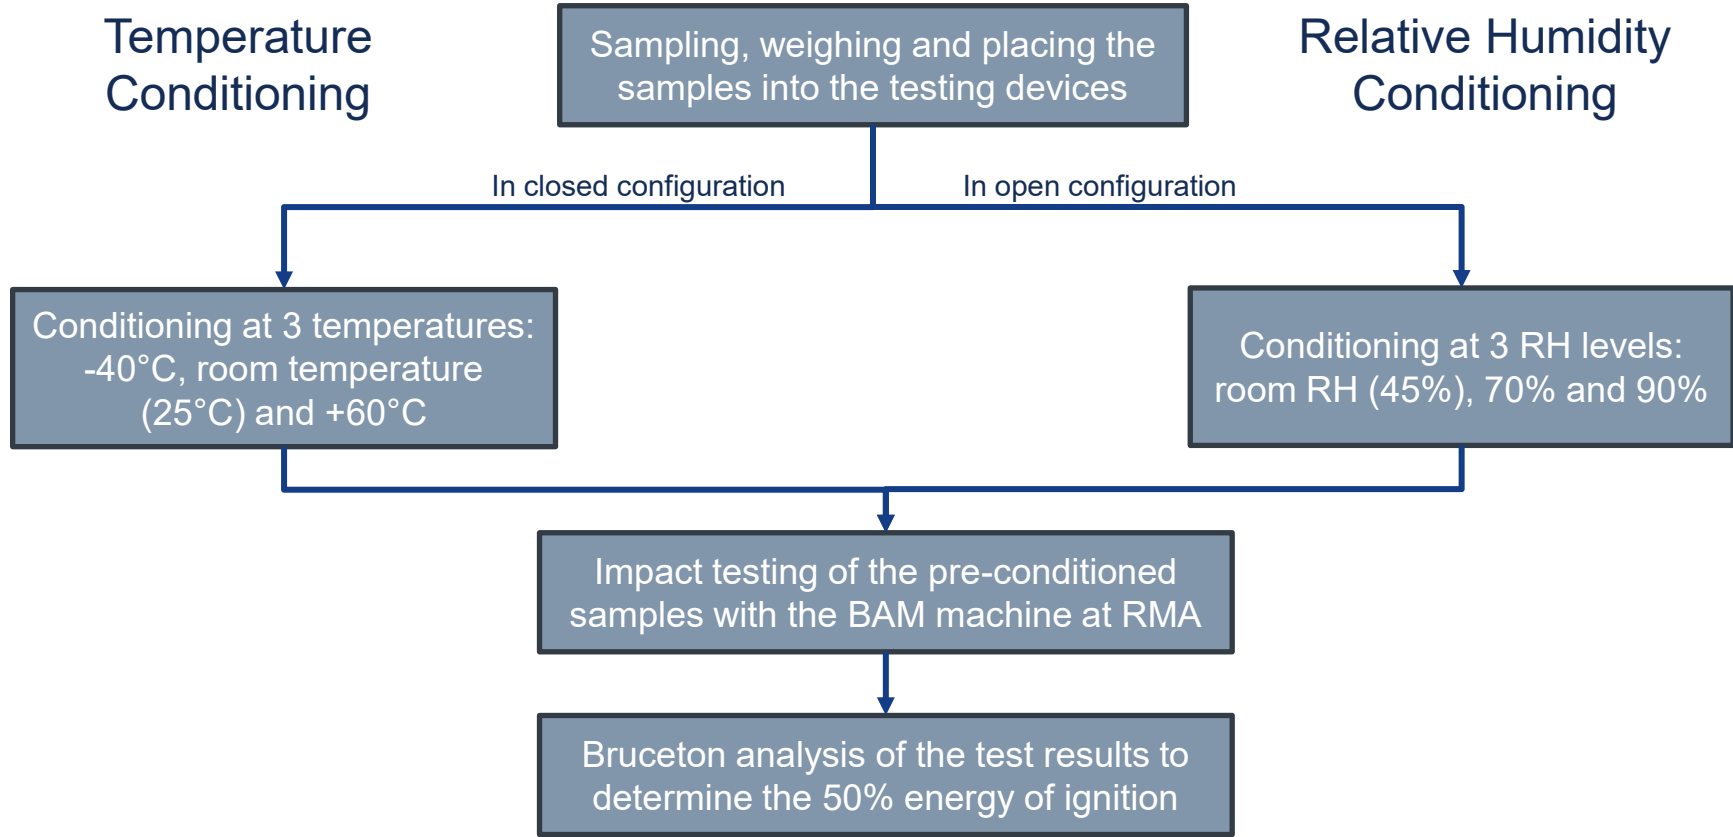 Temperature
Conditioning
Sampling, weighing and placing the
samples into the testing devices
Relative Humidity
Conditioning
In closed configuration
In open configuration
Conditioning at 3 temperatures:
-40°C, room temperature
(25°C) and +60°C
Conditioning at 3 RH levels:
room RH (45%), 70% and 90%
Impact testing of the pre-conditioned
samples with the BAM machine at RMA
Bruceton analysis of the test results to
determine the 50% energy of ignition